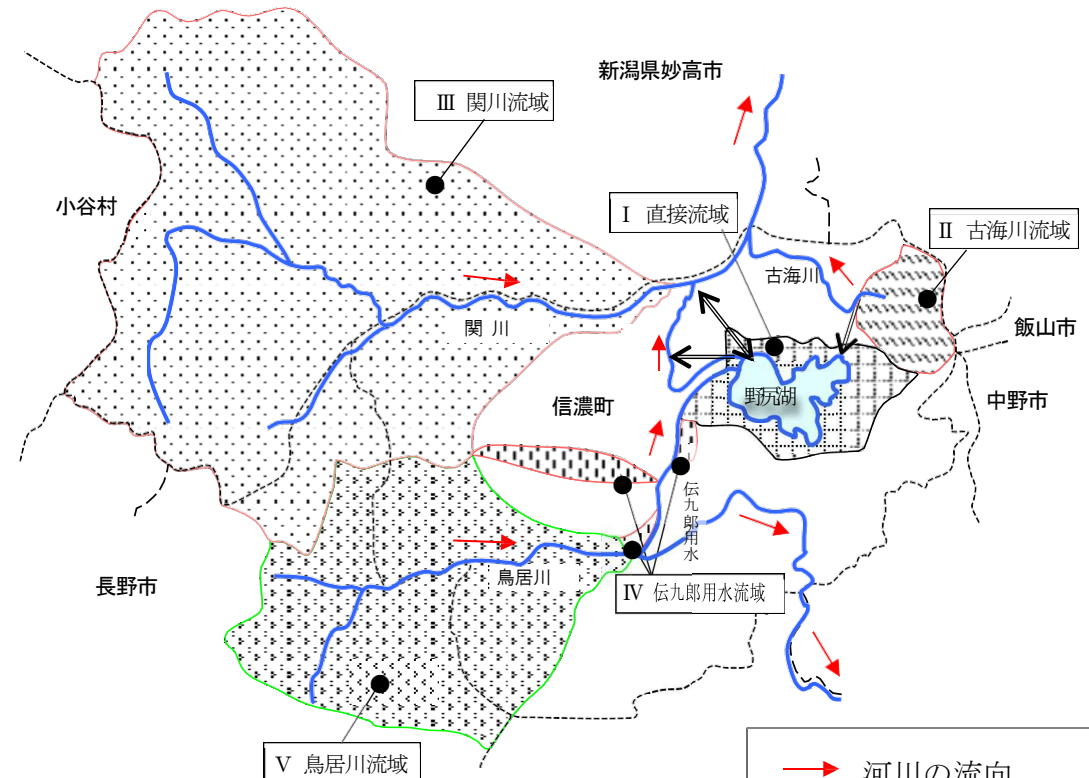 新潟県妙高市
Ⅲ 関川流域
小谷村
Ⅰ 直接流域
Ⅱ 古海川流域
古海川
飯山市
関 川
中野市
野尻湖
信濃町
伝九郎用水
長野市
鳥居川
Ⅳ 伝九郎用水流域
Ⅴ 鳥居川流域
河川の流向